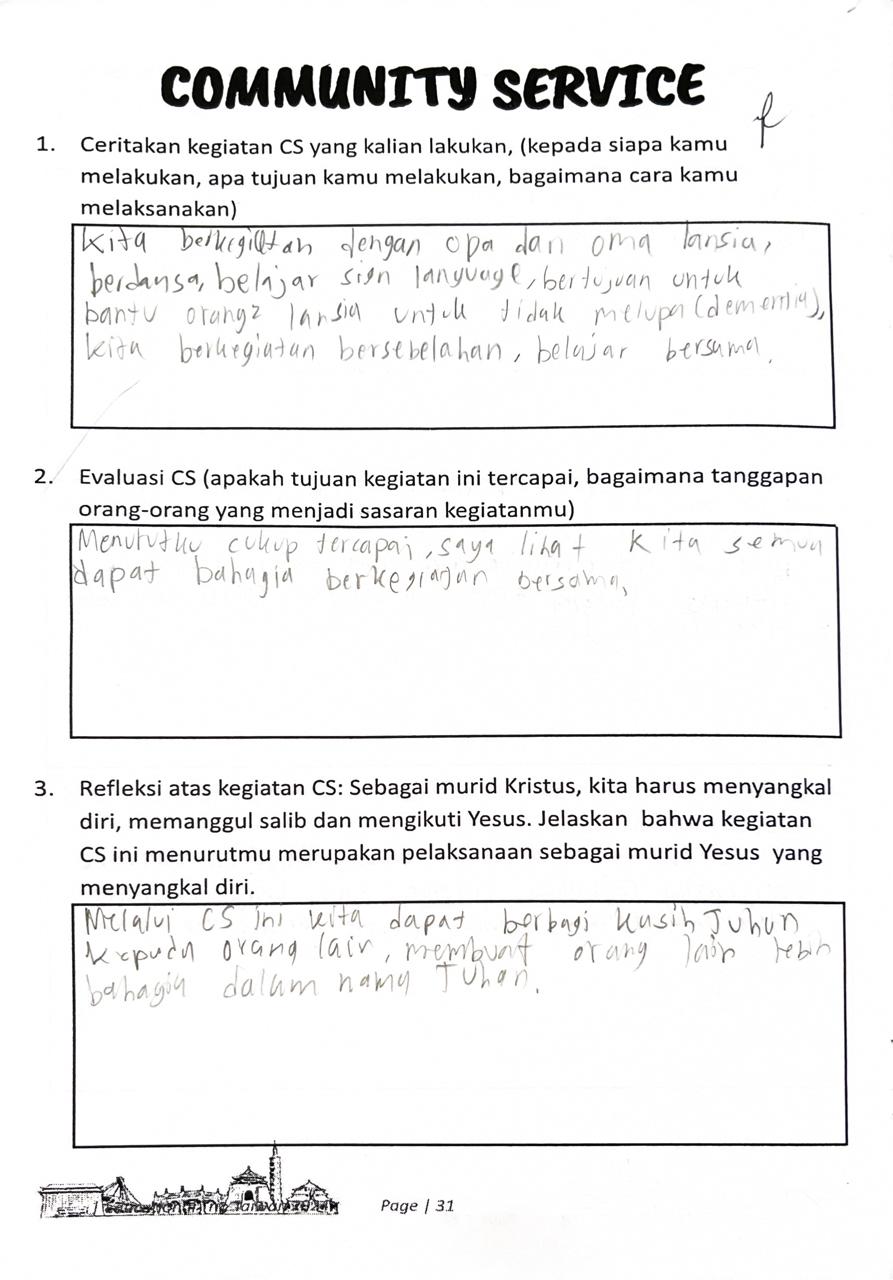 COMMUNITY SERVICE
1. Ceritakan kegiatan CS yang kalian lakukan, (kepada siapa kamu
melakukan, apa tujuan kamu melakukan, bagaimana cara kamu
melaksanakan)
Kita berkegiatan dengan opa dan oma lansia,
berdansa, belajar sign language, bertujuan untuk
bantu orang2 lansia untuk tidak melupa (dementia),
kita berkegiatan bersebelahan, belajar bersama.
2. Evaluasi CS (apakah tujuan kegiatan ini tercapai, bagaimana tanggapan
orang-orang yang menjadi sasaran kegiatanmu)
Menurutku cukup tercapai, saya lihat kita semua
dapat bahagia berkegiatan bersama,
3. Refleksi atas kegiatan CS: Sebagai murid Kristus, kita harus menyangkal
diri, memanggul salib dan mengikuti Yesus. Jelaskan bahwa kegiatan
CS ini menurutmu merupakan pelaksanaan sebagai murid Yesus yang
menyangkal diri.
Melalui CS ini kita dapat berbagi kasih Tuhan
kepada orang lain, membuat orang lain lebih
bahagia dalam nama Tuhan.
Page | 31